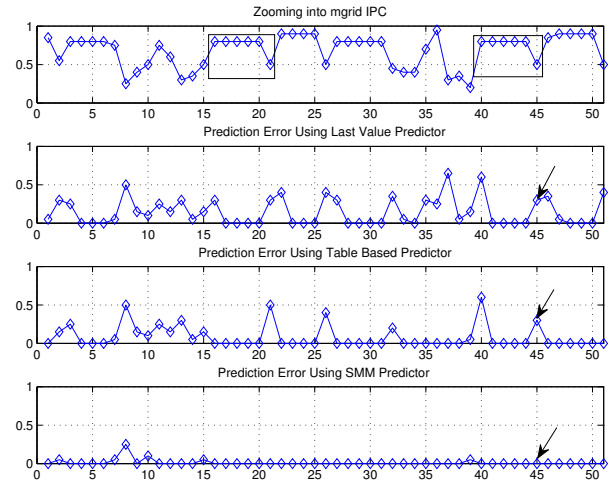 Zooming into mgrid IPC
1
0.5
0
0 5 10 15 20 25 30 35 40 45 50
Prediction Error Using Last Value Predictor
1
0.5
0
0 5 10 15 20 25 30 35 40 45 50
Prediction Error Using Table Based Predictor
1
0.5
0
0 5 10 15 20 25 30 35 40 45 50
Prediction Error Using SMM Predictor
1
0.5
0
0 5 10 15 20 25 30 35 40 45 50